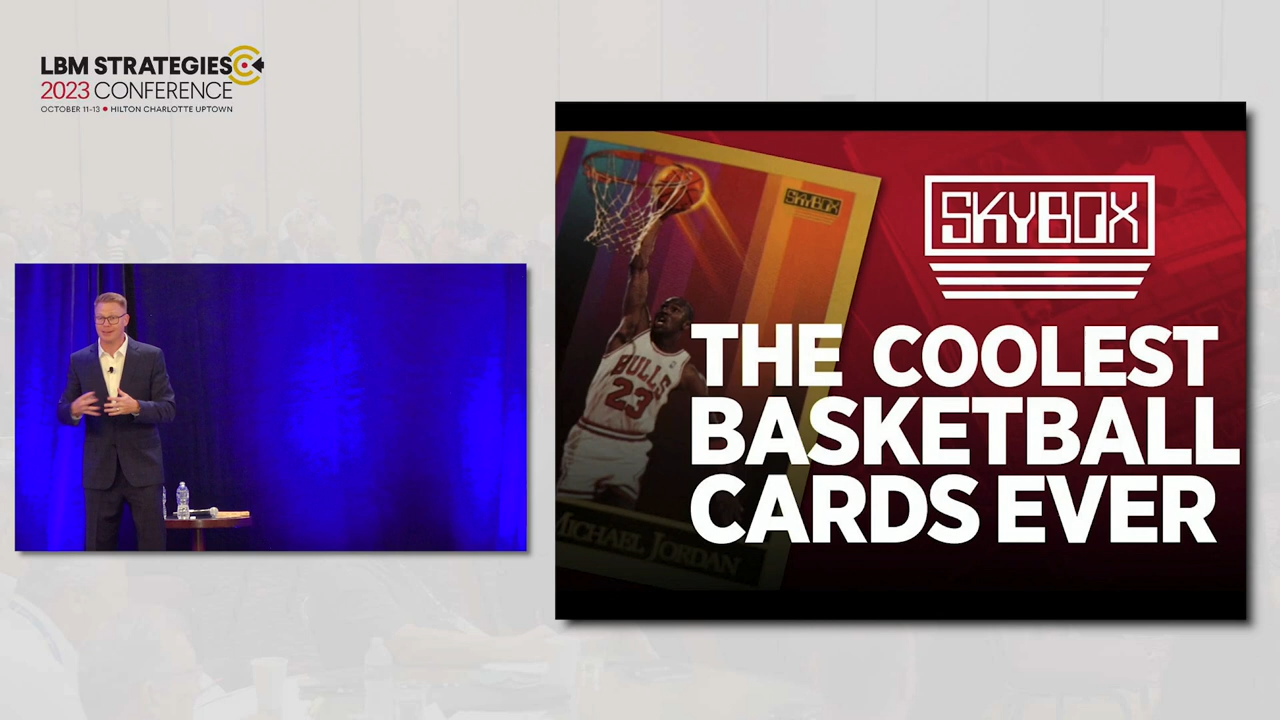 LBM STRATEGIES
2023 CONFERENCE
OCTOBER 11-13 • HILTON CHARLOTTE UPTOWN
SKYBOX
SKYBOX
THE COOLEST
BASKETBALL
CARDS EVER
BULLS
23
MICHAEL JORDAN